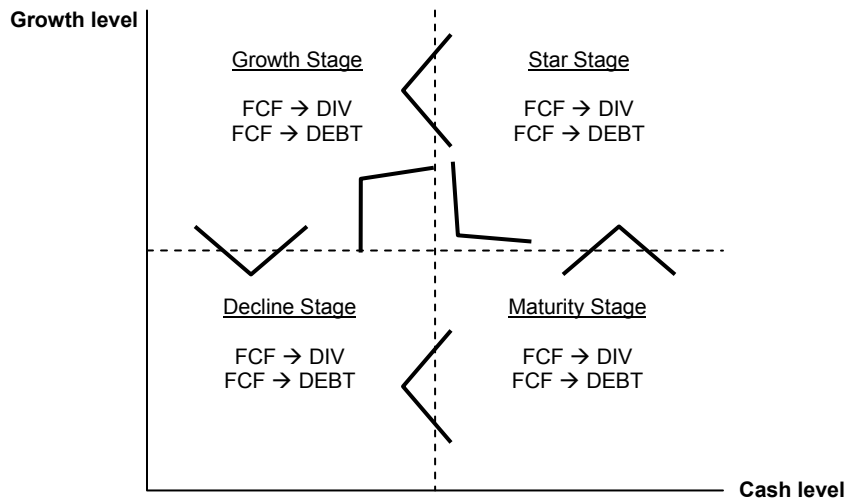 Growth level
Growth Stage
FCF → DIV
FCF → DEBT
Star Stage
FCF → DIV
FCF → DEBT
Decline Stage
FCF → DIV
FCF → DEBT
Maturity Stage
FCF → DIV
FCF → DEBT
Cash level